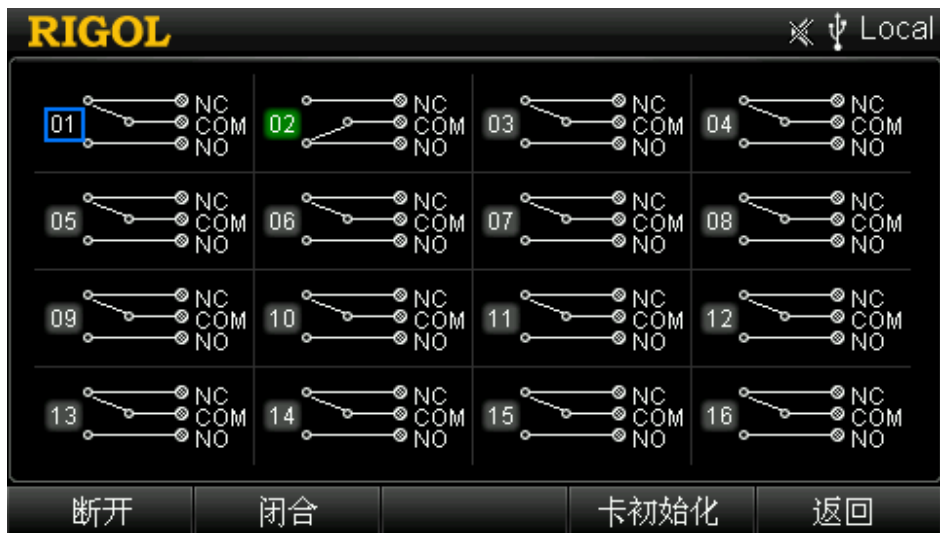 RIGOL Local
NC NC NC NC
01 COM 02 COM 03 COM 04 COM
NO NO NO NO
NC NC NC NC
05 COM 06 COM 07 COM 08 COM
NO NO NO NO
NC NC NC NC
09 COM 10 COM 11 COM 12 COM
NO NO NO NO
NC NC NC NC
13 COM 14 COM 15 COM 16 COM
NO NO NO NO
断开 闭合 卡初始化 返回